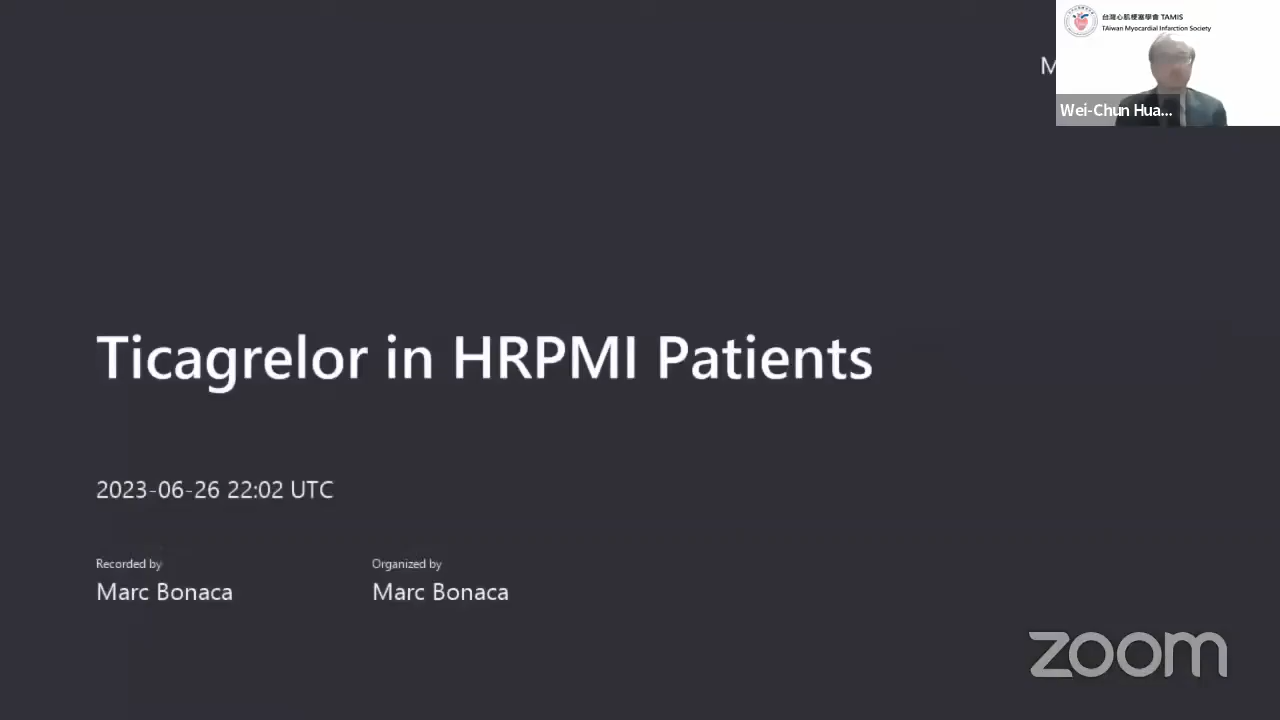 台灣心肌梗塞學會 TAMIS
TAiwan Myocardial Infarction Society
M
Wei-Chun Hua...
Ticagrelor in HRPMI Patients
2023-06-26 22:02 UTC
Recorded by
Organized by
Marc Bonaca
Marc Bonaca
zoom